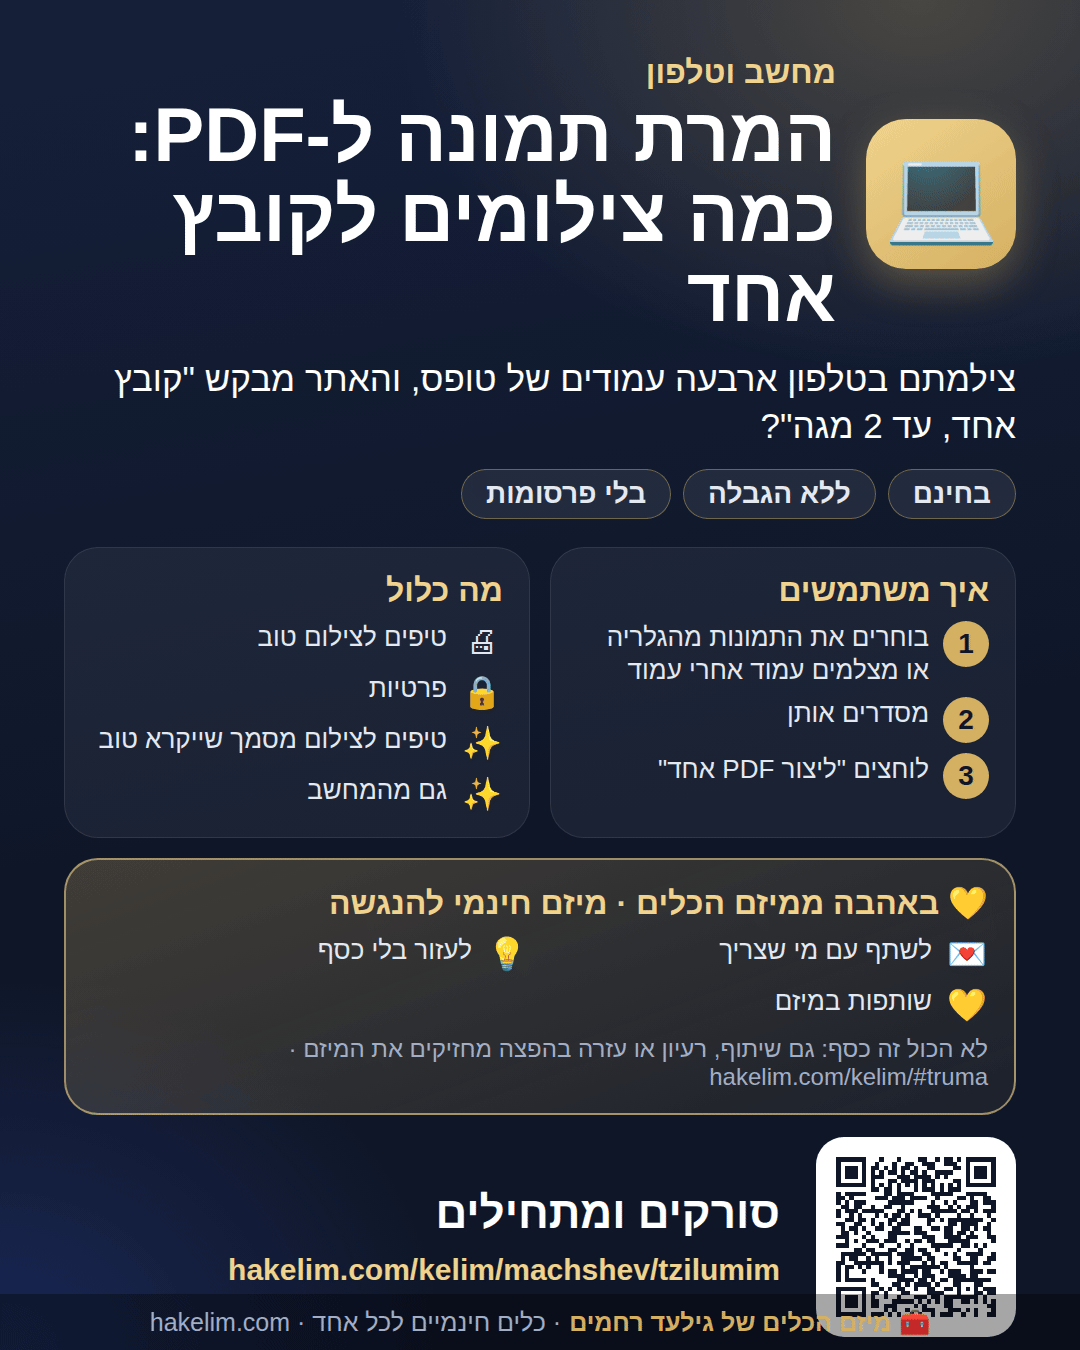 מחשב וטלפון
המרת תמונה ל-PDF:
כמה צילומים לקובץ
אחד
צילמתם בטלפון ארבעה עמודים של טופס, והאתר מבקש "קובץ
אחד, עד 2 מגה"?
בחינם
ללא הגבלה
בלי פרסומות
איך משתמשים
1 בוחרים את התמונות מהגלריה
או מצלמים עמוד אחרי עמוד
2 מסדרים אותן
3 לוחצים "ליצור PDF אחד"
מה כלול
טיפים לצילום טוב
פרטיות
טיפים לצילום מסמך שייקרא טוב
גם מהמחשב
באהבה ממיזם הכלים · מיזם חינמי להנגשה
לשתף עם מי שצריך
לעזור בלי כסף
שותפות במיזם
לא הכול זה כסף: גם שיתוף, רעיון או עזרה בהפצה מחזיקים את המיזם ·
hakelim.com/kelim/#truma
סורקים ומתחילים
hakelim.com/kelim/machshev/tzilumim
מיזם הכלים של גילעד רחמים · כלים חינמיים לכל אחד · hakelim.com